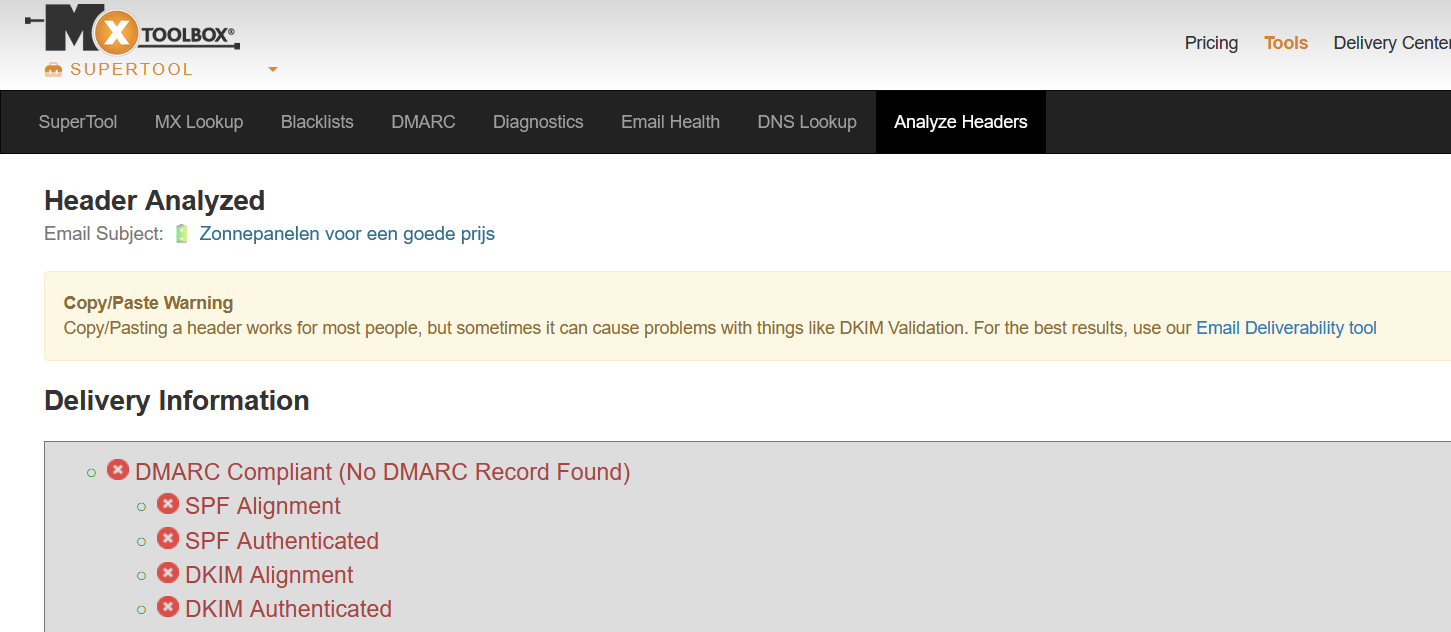 MX TOOLBOX®
SUPERTOOL
Pricing Tools Delivery Center
SuperTool MX Lookup Blacklists DMARC Diagnostics Email Health DNS Lookup Analyze Headers
Header Analyzed
Email Subject: 🔋 Zonnepanelen voor een goede prijs
Copy/Paste Warning
Copy/Pasting a header works for most people, but sometimes it can cause problems with things like DKIM Validation. For the best results, use our Email Deliverability tool
Delivery Information
DMARC Compliant (No DMARC Record Found)
SPF Alignment
SPF Authenticated
DKIM Alignment
DKIM Authenticated